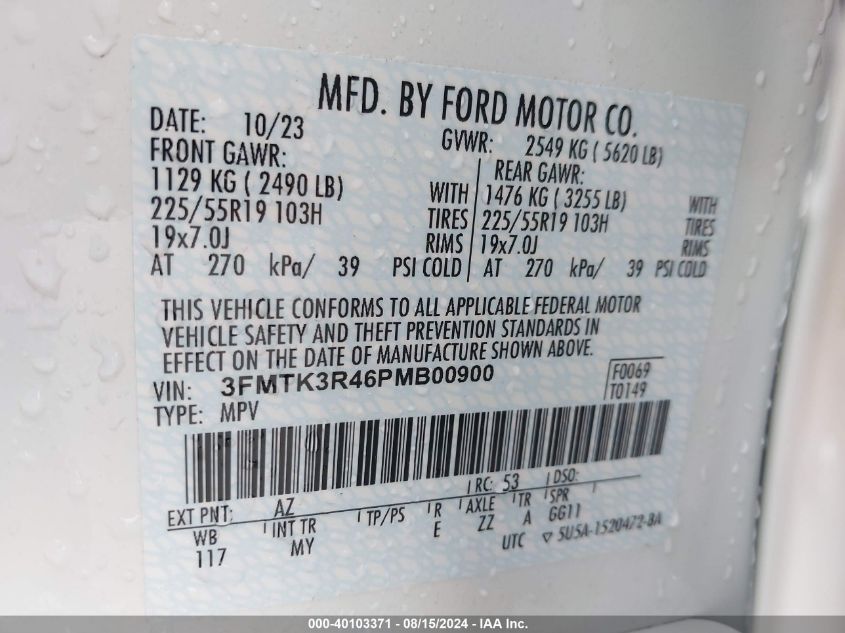 MFD. BY FORD MOTOR CO.
DATE: 10/23
GVWR: 2549 KG ( 5620 LB)
FRONT GAWR:
1129 KG ( 2490 LB) WITH
225/55R19 103H TIRES
19x7.0J RIMS
AT 270 kPa/ 39 PSI COLD
REAR GAWR:
1476 KG ( 3255 LB) WITH
225/55R19 103H TIRES
19x7.0J RIMS
AT 270 kPa/ 39 PSI COLD
THIS VEHICLE CONFORMS TO ALL APPLICABLE FEDERAL MOTOR
VEHICLE SAFETY AND THEFT PREVENTION STANDARDS IN
EFFECT ON THE DATE OF MANUFACTURE SHOWN ABOVE.
VIN: 3FMTK3R46PMB00900
F0069
T0149
TYPE: MPV
EXT PNT: AZ RC: 53 DSO:
WB INT TR TP/PS R AXLE TR SPR
117 MY E ZZ A GG11
UTC ▽ 5U5A-1520472-BA
000-40103371 - 08/15/2024 - IAA Inc.